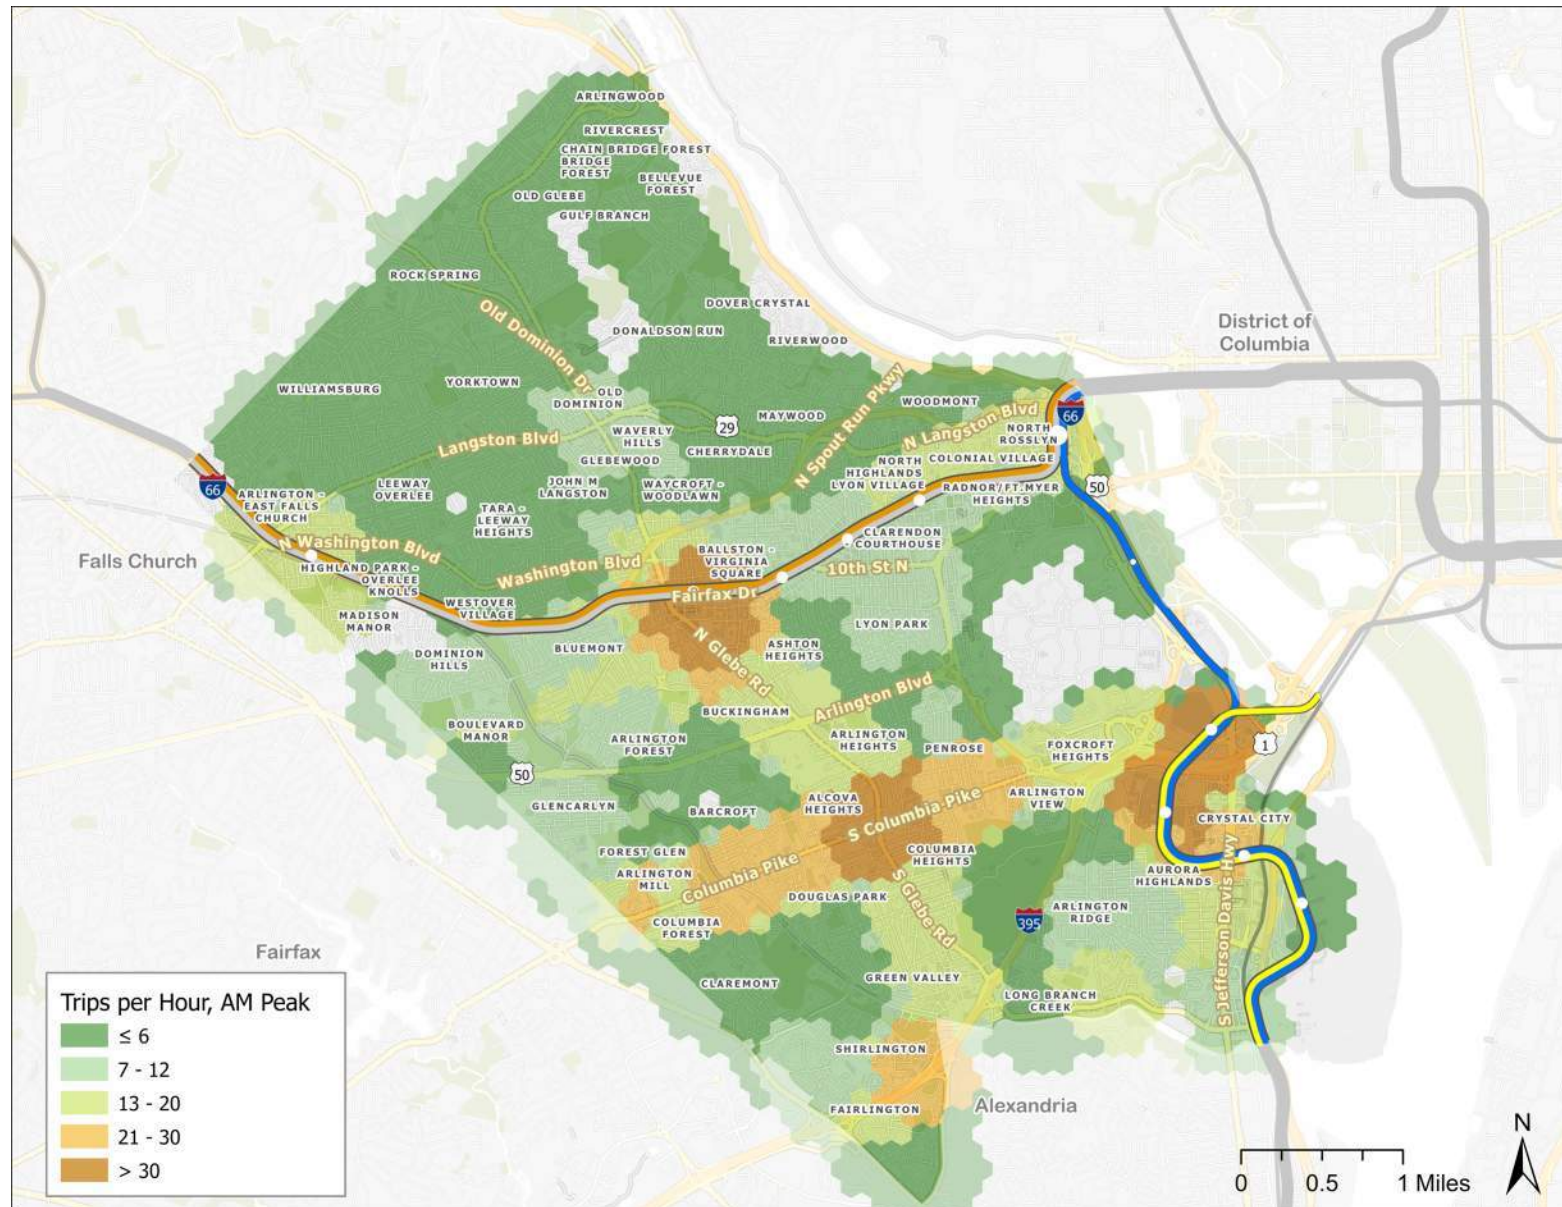 ARLINGWOOD
RIVERCREST
CHAIN BRIDGE FOREST
BRIDGE
FOREST
BELLEVUE
FOREST
OLD GLEBE
GULF BRANCH
ROCK SPRING
DOVER CRYSTAL
Old Dominion Dr
DONALDSON RUN
RIVERWOOD
District of
Columbia
WILLIAMSBURG
YORKTOWN
OLD
DOMINION
N Spout Run Pkwy
WOODMONT
MAYWOOD
66
29
Langston Blvd
WAVERLY
HILLS
N Langston Blvd
NORTH
ROSSLYN
CHERRYDALE
GLEBEWOOD
COLONIAL VILLAGE
NORTH
HIGHLANDS
LYON VILLAGE
66
LEEWAY
OVERLEE
JOHN M
LANGSTON
WAYCROFT -
WOODLAWN
RADNOR/FT.MYER
HEIGHTS
50
ARLINGTON -
EAST FALLS
CHURCH
TARA -
LEEWAY
HEIGHTS
N Washington Blvd
CLARENDON
COURTHOUSE
Falls Church
HIGHLAND PARK -
OVERLEE
KNOLLS
Washington Blvd
BALLSTON -
VIRGINIA
SQUARE
10th St N
Fairfax Dr
WESTOVER
VILLAGE
MADISON
MANOR
LYON PARK
DOMINION
HILLS
BLUEMONT
ASHTON
HEIGHTS
N Glebe Rd
Arlington Blvd
BUCKINGHAM
BOULEVARD
MANOR
ARLINGTON
FOREST
ARLINGTON
HEIGHTS
PENROSE
FOXCROFT
HEIGHTS
1
50
GLENCARLYN
BARCROFT
ALCOVA
HEIGHTS
S Columbia Pike
ARLINGTON
VIEW
CRYSTAL CITY
FOREST GLEN
COLUMBIA
HEIGHTS
ARLINGTON
MILL
Columbia Pike
AURORA
HIGHLANDS
DOUGLAS PARK
S Glebe Rd
S Jefferson Davis Hwy
COLUMBIA
FOREST
395
ARLINGTON
RIDGE
Fairfax
CLAREMONT
GREEN VALLEY
LONG BRANCH
CREEK
SHIRLINGTON
FAIRLINGTON
Alexandria
Trips per Hour, AM Peak
≤ 6
7 - 12
13 - 20
21 - 30
> 30
N
0 0.5 1 Miles